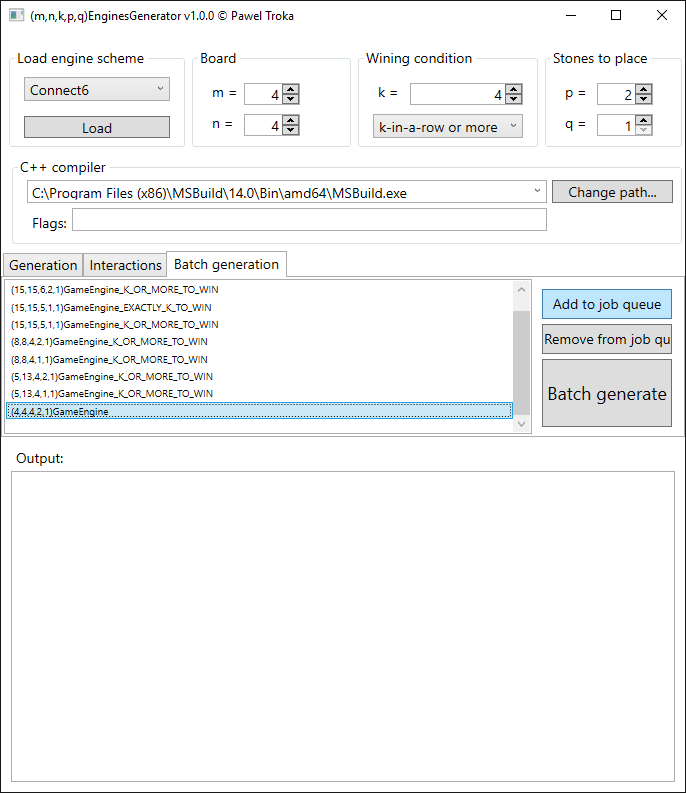 (m,n,k,p,q)EnginesGenerator v1.0.0 © Pawel Troka
Load engine scheme
Connect6
Load
Board
m = 4
n = 4
Wining condition
k = 4
k-in-a-row or more
Stones to place
p = 2
q = 1
C++ compiler
C:\Program Files (x86)\MSBuild\14.0\Bin\amd64\MSBuild.exe
Change path...
Flags:
Generation Interactions Batch generation
(15,15,6,2,1)GameEngine_K_OR_MORE_TO_WIN
(15,15,5,1,1)GameEngine_EXACTLY_K_TO_WIN
(15,15,5,1,1)GameEngine_K_OR_MORE_TO_WIN
(8,8,4,2,1)GameEngine_K_OR_MORE_TO_WIN
(8,8,4,1,1)GameEngine_K_OR_MORE_TO_WIN
(5,13,4,2,1)GameEngine_K_OR_MORE_TO_WIN
(5,13,4,1,1)GameEngine_K_OR_MORE_TO_WIN
(4,4,4,2,1)GameEngine
Add to job queue
Remove from job qu
Batch generate
Output: